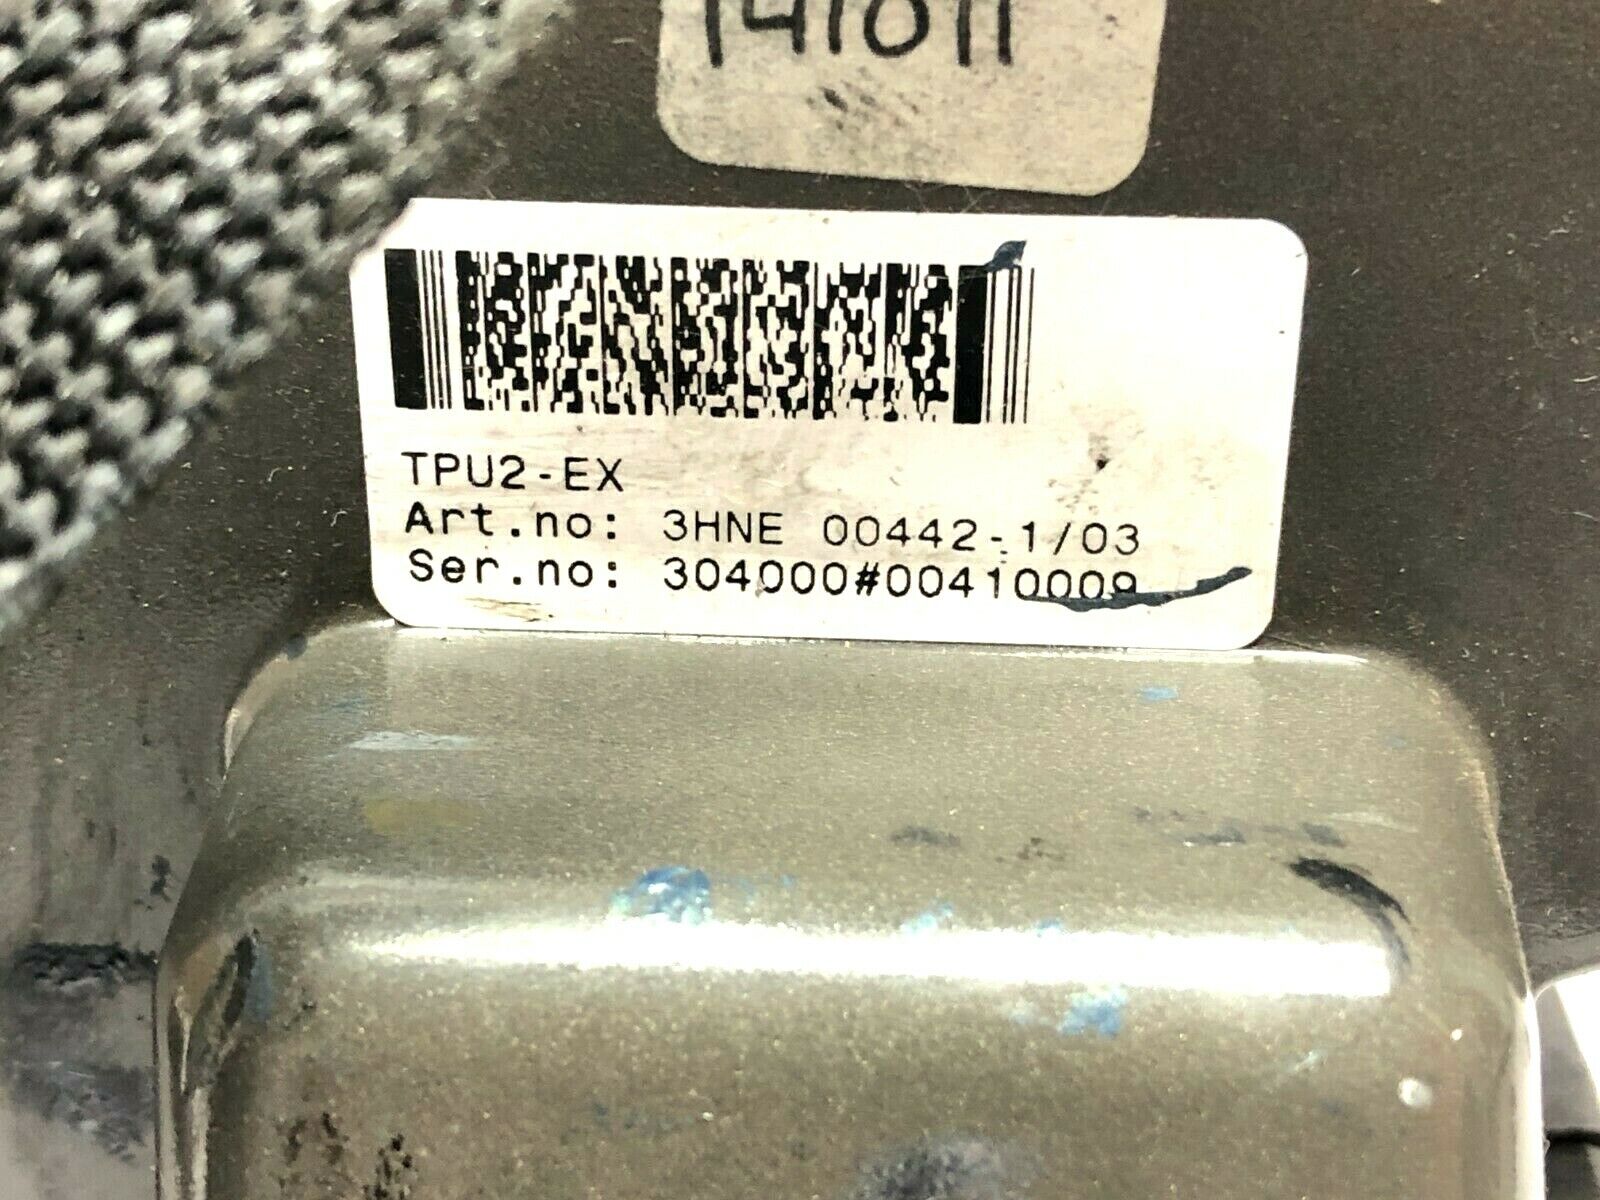 141011
TPU2-EX
Art.no: 3HNE 00442-1/03
Ser.no: 304000#00410009